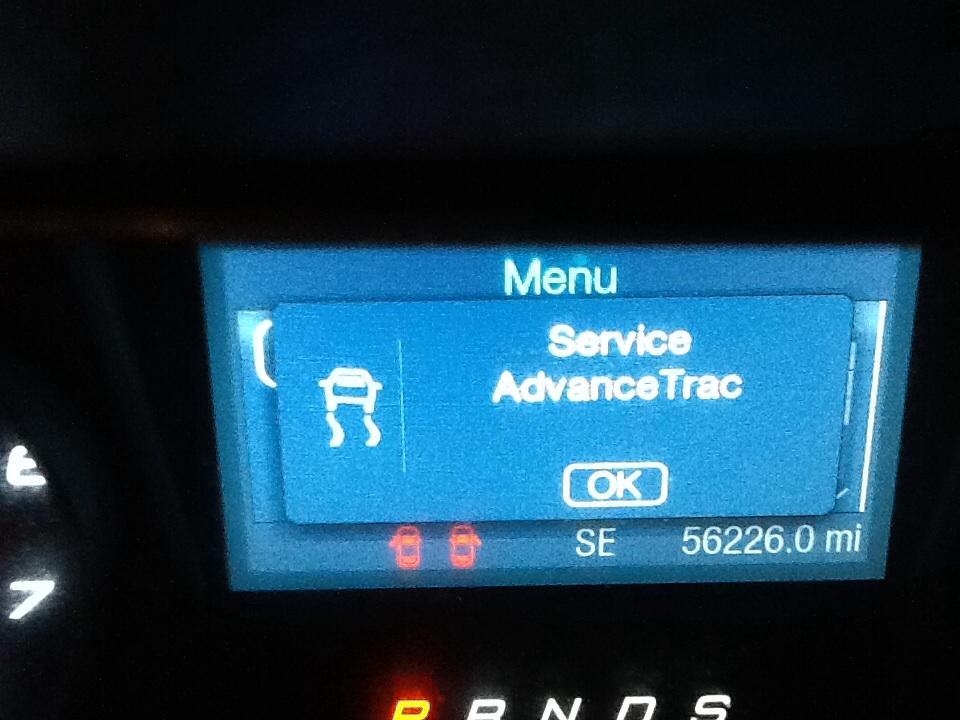 Menu
Service
AdvanceTrac
OK
SE 56226.0 mi
P R N D S